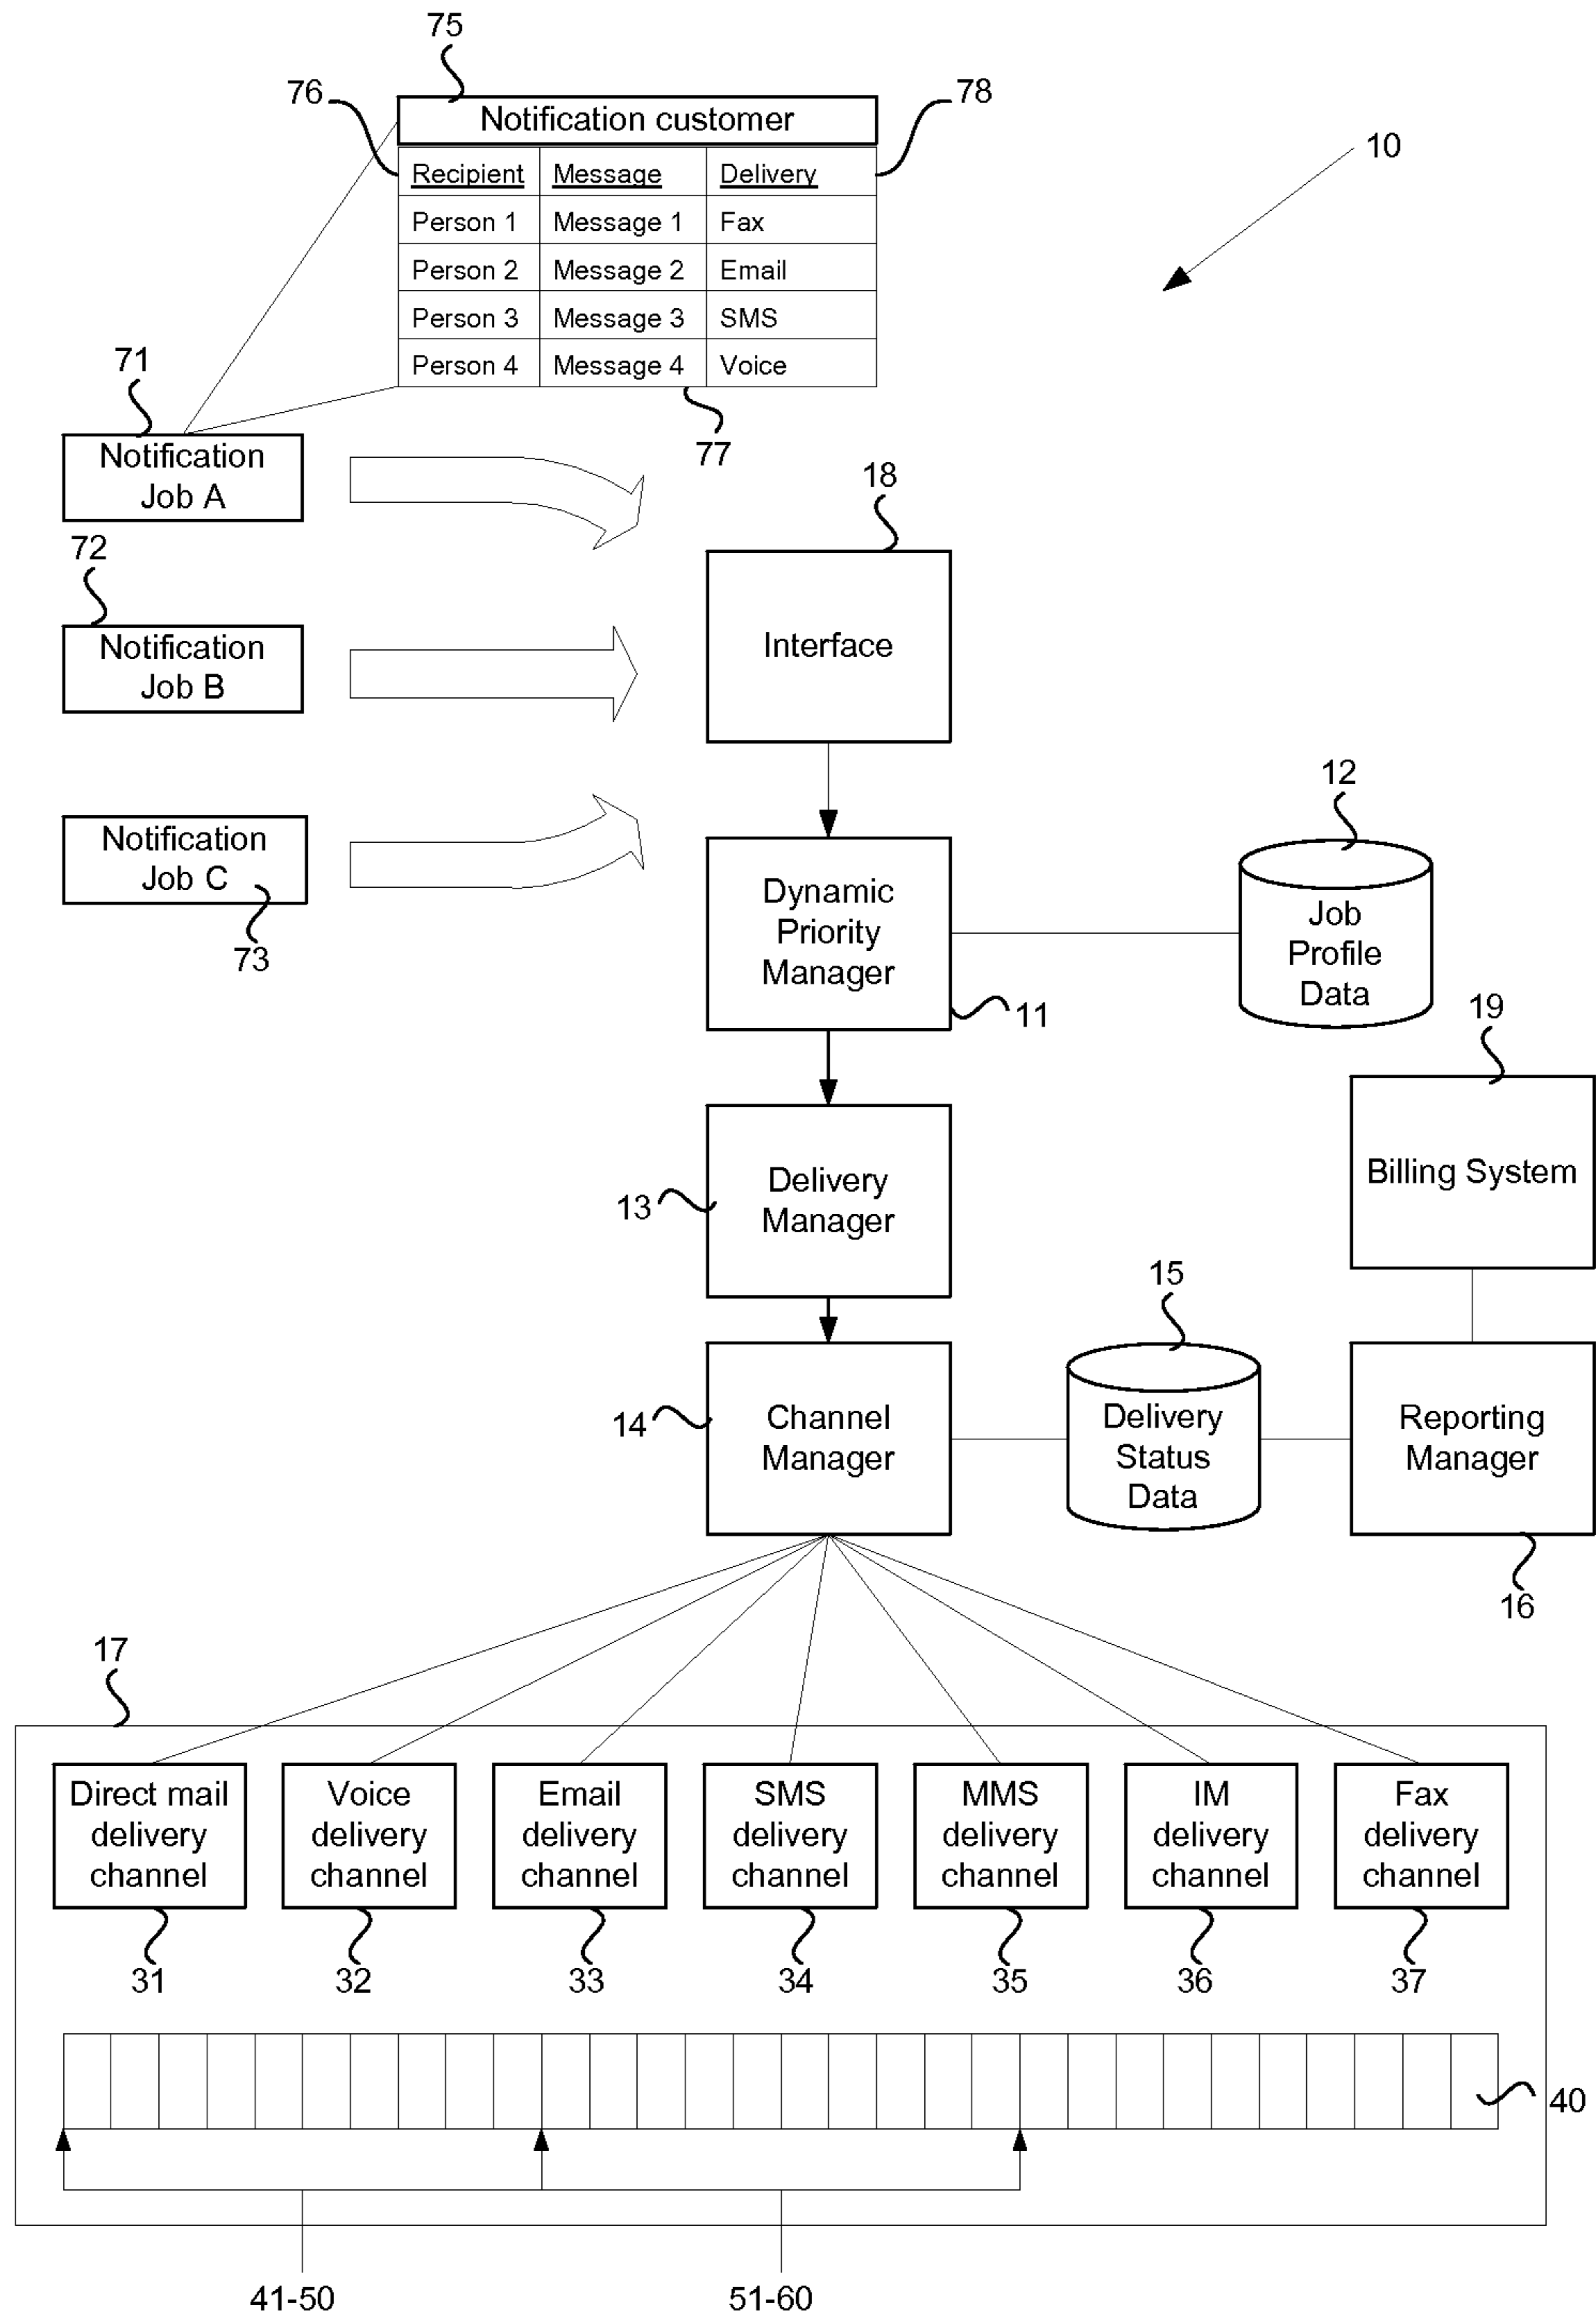 75
76
78
Notification customer
10
Recipient Message Delivery
Person 1 Message 1 Fax
Person 2 Message 2 Email
Person 3 Message 3 SMS
Person 4 Message 4 Voice
71
77
Notification
Job A
18
72
Notification
Job B
Interface
12
Notification
Job C
73
Dynamic
Priority
Manager
11
Job
Profile
Data
19
Billing System
Delivery
Manager
13
15
14
Channel
Manager
Delivery
Status
Data
Reporting
Manager
16
17
Direct mail
delivery
channel
Voice
delivery
channel
Email
delivery
channel
SMS
delivery
channel
MMS
delivery
channel
IM
delivery
channel
Fax
delivery
channel
31 32 33 34 35 36 37
40
41-50 51-60